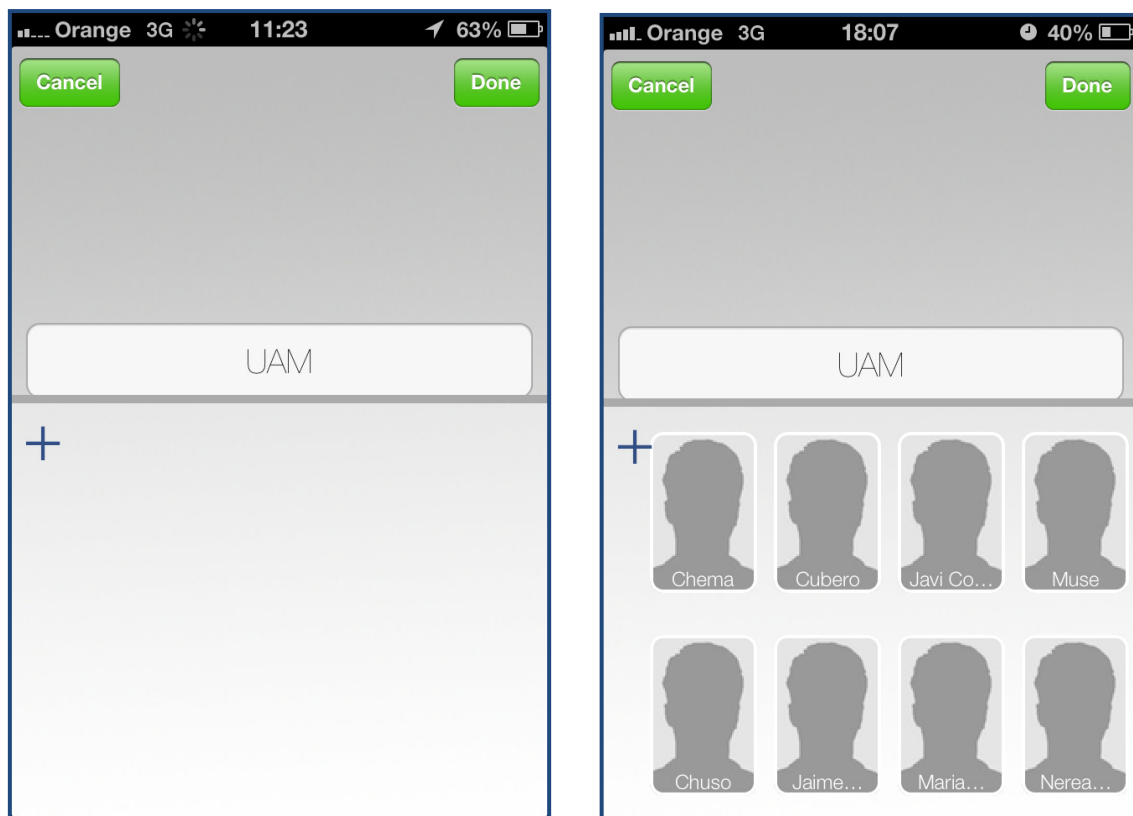 Orange 3G 11:23 63%
Cancel Done
UAM
+
Orange 3G 18:07 40%
Cancel Done
UAM
+
Chema Cubero Javi Co... Muse
Chuso Jaime... Maria... Nerea...